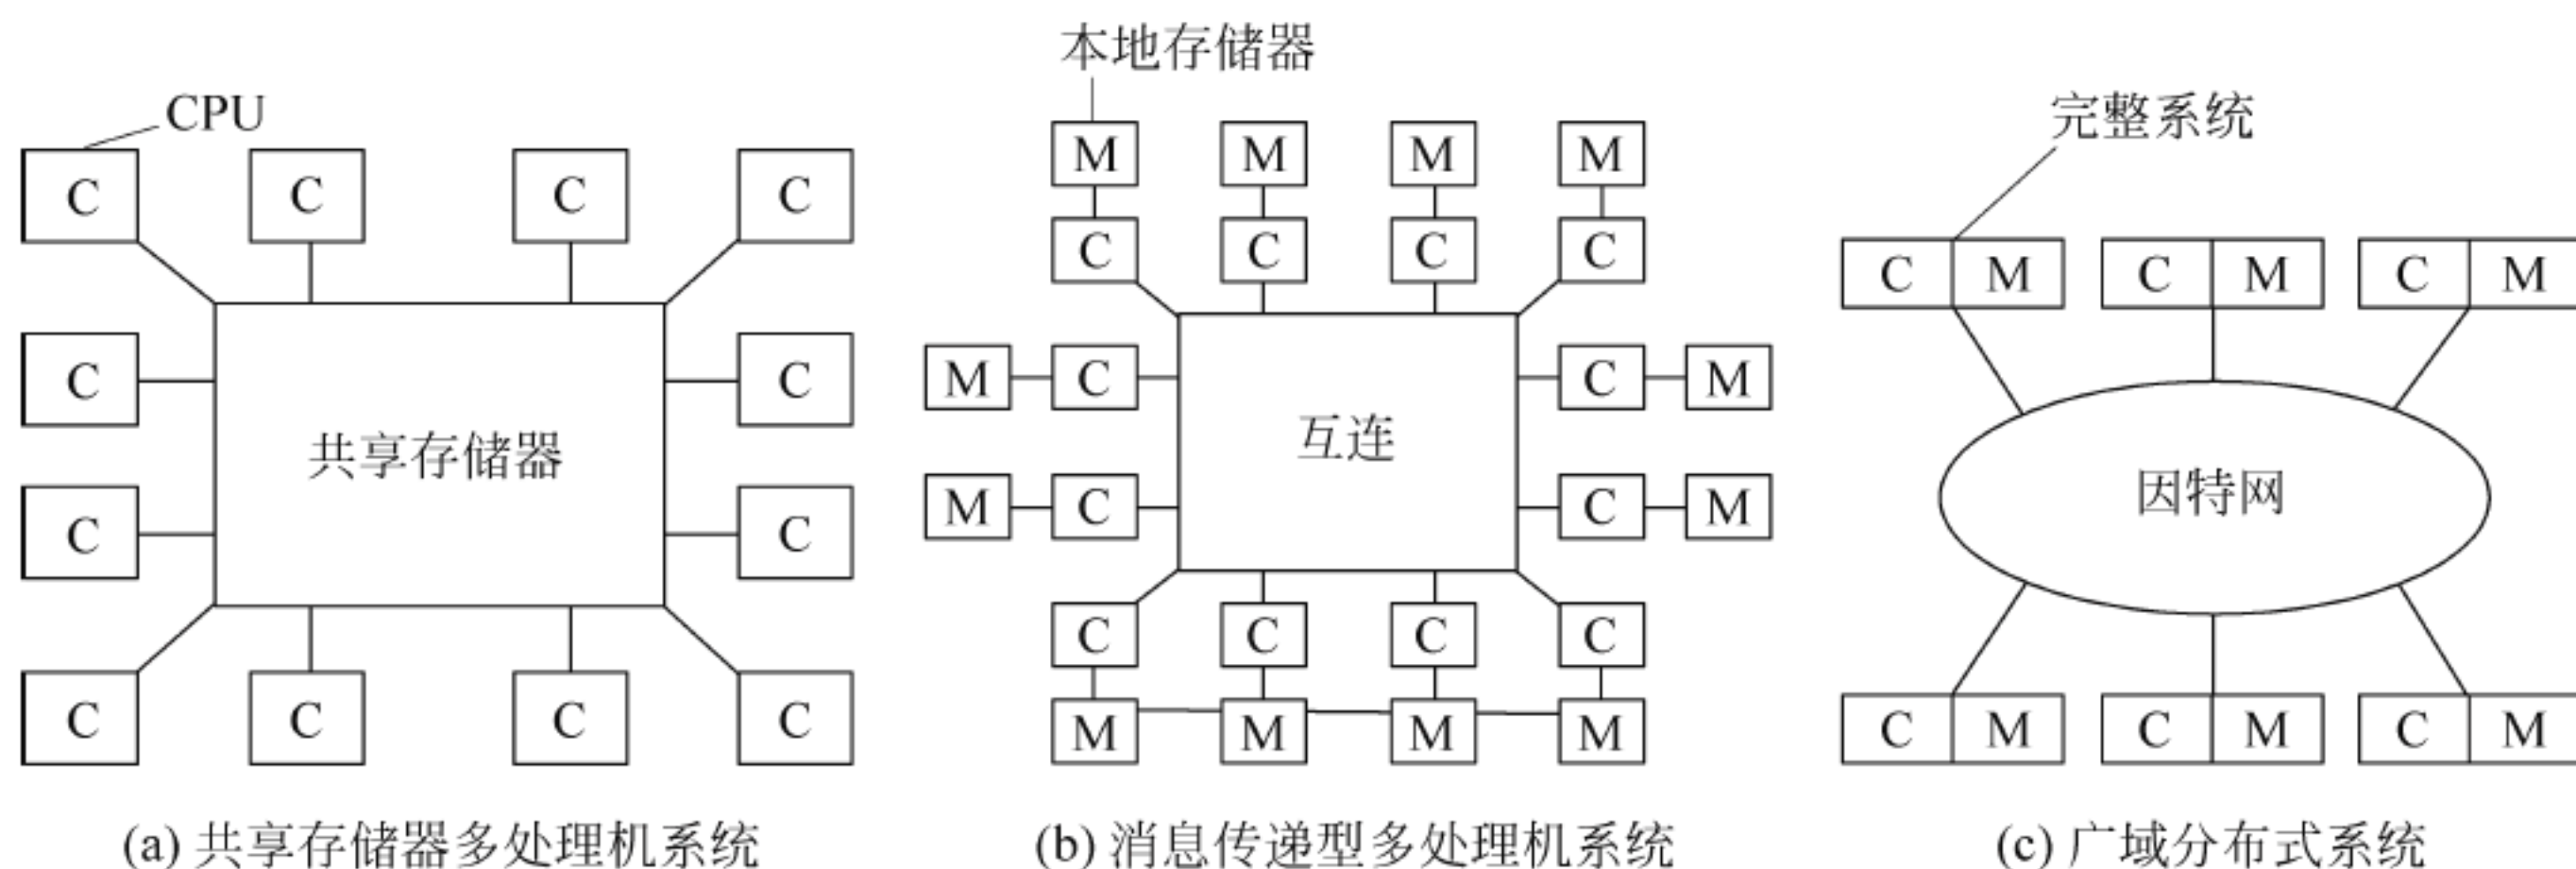 CPU
C C C C
C C
共享存储器
C C
C C C C
(a) 共享存储器多处理机系统
本地存储器
M M M M
C C C C
M C C M
互连
M C C M
C C C C
M M M M
(b) 消息传递型多处理机系统
完整系统
C M C M C M
因特网
C M C M C M
(c) 广域分布式系统